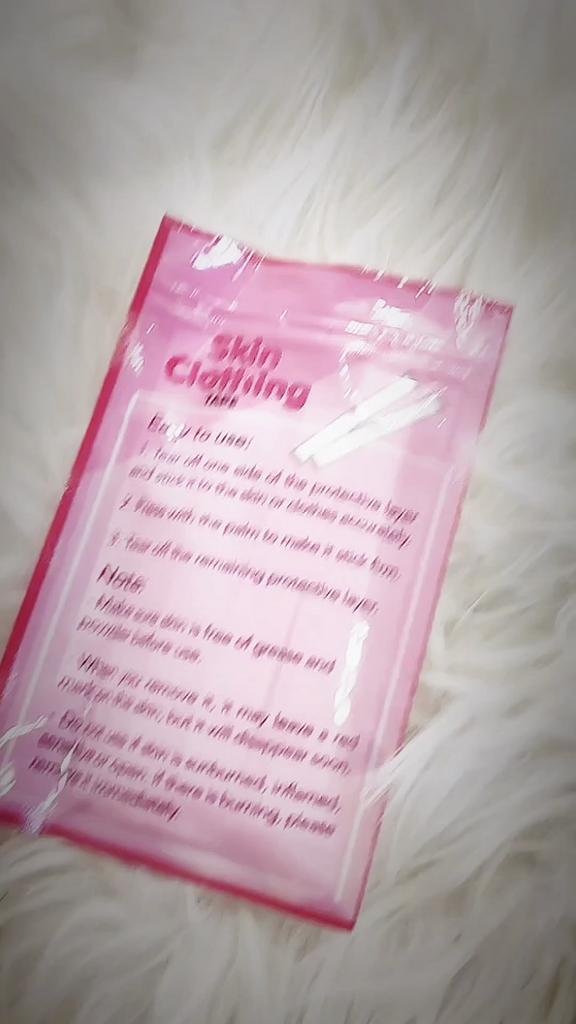 Skin
Clothing
TAPE
Easy to use:
1. Tear off one side of the protective layer
and stick it to the skin or clothes accurately.
2. Press with the palm to make it stick firm.
3. Tear off the remaining protective layer.
Note:
Make sure skin is free of grease and
before use.
When you remove it, it may leave a red
mark on the skin, but it will disappear soon.
Do not use if skin is sunburned, inflamed,
or open. If there is burning, please
remove it immediately.